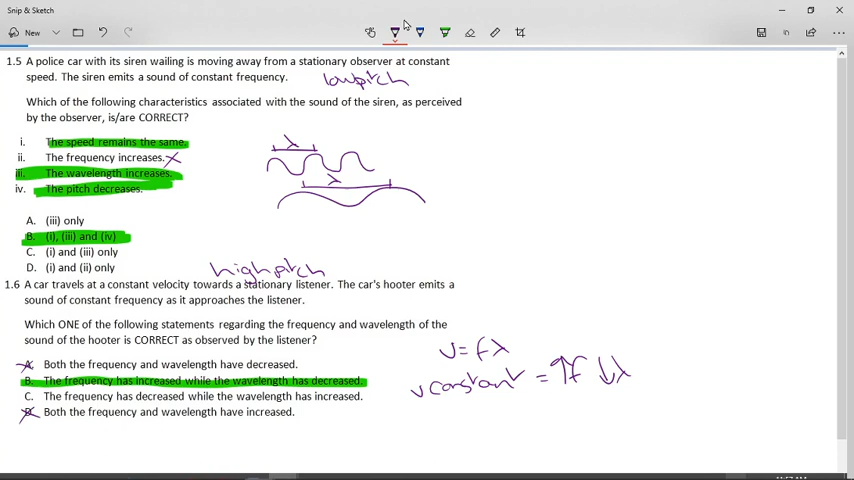 Snip & Sketch
New
1.5 A police car with its siren wailing is moving away from a stationary observer at constant
speed. The siren emits a sound of constant frequency.
low pitch
Which of the following characteristics associated with the sound of the siren, as perceived
by the observer, is/are CORRECT?
i. The speed remains the same.
ii. The frequency increases. X
iii. The wavelength increases.
iv. The pitch decreases.
λ
λ
A. (iii) only
B. (i), (iii) and (iv)
C. (i) and (iii) only
D. (i) and (ii) only
high pitch
1.6 A car travels at a constant velocity towards a stationary listener. The car's hooter emits a
sound of constant frequency as it approaches the listener.
Which ONE of the following statements regarding the frequency and wavelength of the
sound of the hooter is CORRECT as observed by the listener?
A. Both the frequency and wavelength have decreased.
B. The frequency has increased while the wavelength has decreased.
C. The frequency has decreased while the wavelength has increased.
D. Both the frequency and wavelength have increased.
v = fλ
v constant = ↑f ↓λ